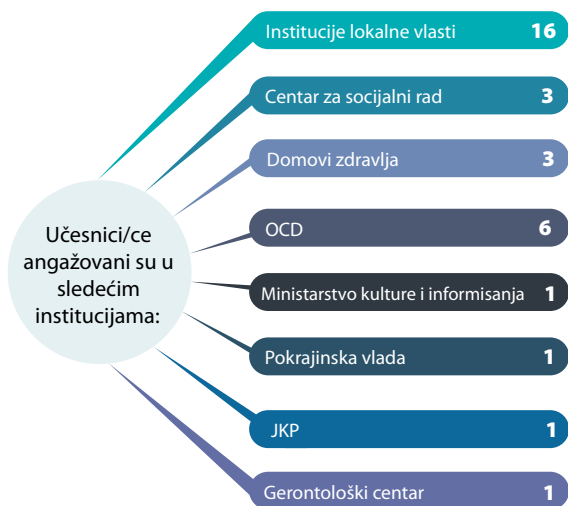 Institucije lokalne vlasti 16
Centar za socijalni rad 3
Domovi zdravlja 3
Učesnici/ce
angažovani su u
sledećim
institucijama:
OCD 6
Ministarstvo kulture i informisanja 1
Pokrajinska vlada 1
JKP 1
Gerontološki centar 1